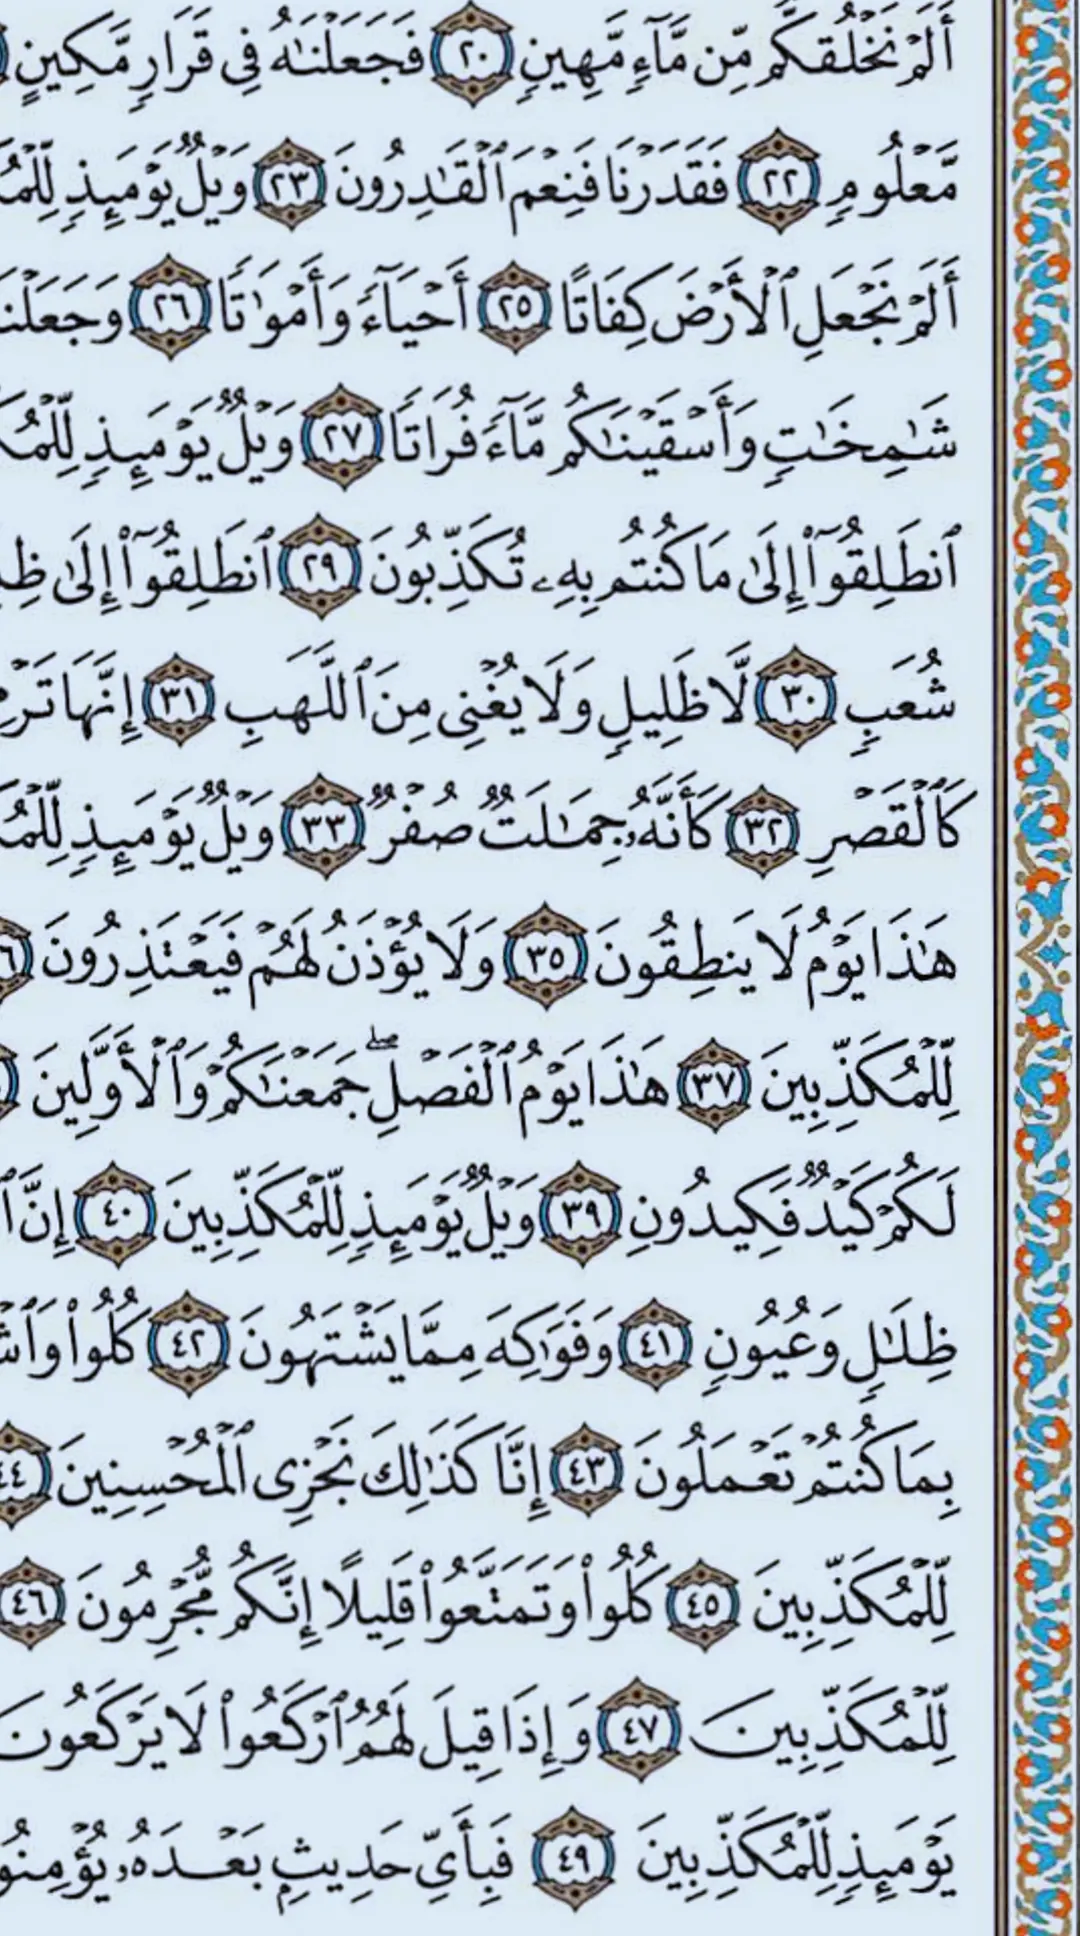 أَلَمْ نَخْلُقكُّم مِّن مَّآءٍ مَّهِينٍ ٢٠ فَجَعَلْنَٰهُ فِى قَرَارٍ مَّكِينٍ
مَّعْلُومٍ ٢٢ فَقَدَرْنَا فَنِعْمَ ٱلْقَٰدِرُونَ ٢٣ وَيْلٌ يَوْمَئِذٍ لِّلْمُ
أَلَمْ نَجْعَلِ ٱلْأَرْضَ كِفَاتًا ٢٥ أَحْيَآءً وَأَمْوَٰتًا ٢٦ وَجَعَلْنَ
شَٰمِخَٰتٍ وَأَسْقَيْنَٰكُم مَّآءً فُرَاتًا ٢٧ وَيْلٌ يَوْمَئِذٍ لِّلْمُكَ
ٱنطَلِقُوٓا۟ إِلَىٰ مَا كُنتُم بِهِۦ تُكَذِّبُونَ ٢٩ ٱنطَلِقُوٓا۟ إِلَىٰ ظِ
شُعَبٍ ٣٠ لَّا ظَلِيلٍ وَلَا يُغْنِى مِنَ ٱللَّهَبِ ٣١ إِنَّهَا تَرْمِ
كَٱلْقَصْرِ ٣٢ كَأَنَّهُۥ جِمَٰلَتٌ صُفْرٌ ٣٣ وَيْلٌ يَوْمَئِذٍ لِّلْمُ
هَٰذَا يَوْمُ لَا يَنطِقُونَ ٣٥ وَلَا يُؤْذَنُ لَهُمْ فَيَعْتَذِرُونَ ٣٦
لِّلْمُكَذِّبِينَ ٣٧ هَٰذَا يَوْمُ ٱلْفَصْلِ ۖ جَمَعْنَٰكُمْ وَٱلْأَوَّلِينَ
لَكُمْ كَيْدٌ فَكِيدُونِ ٣٩ وَيْلٌ يَوْمَئِذٍ لِّلْمُكَذِّبِينَ ٤٠ إِنَّ ٱ
ظِلَٰلٍ وَعُيُونٍ ٤١ وَفَوَٰكِهَ مِمَّا يَشْتَهُونَ ٤٢ كُلُوا۟ وَٱشْ
بِمَا كُنتُمْ تَعْمَلُونَ ٤٣ إِنَّا كَذَٰلِكَ نَجْزِى ٱلْمُحْسِنِينَ ٤٤
لِّلْمُكَذِّبِينَ ٤٥ كُلُوا۟ وَتَمَتَّعُوا۟ قَلِيلًا إِنَّكُم مُّجْرِمُونَ ٤٦
لِّلْمُكَذِّبِينَ ٤٧ وَإِذَا قِيلَ لَهُمُ ٱرْكَعُوا۟ لَا يَرْكَعُونَ
يَوْمَئِذٍ لِّلْمُكَذِّبِينَ ٤٩ فَبِأَىِّ حَدِيثٍۭ بَعْدَهُۥ يُؤْمِنُو